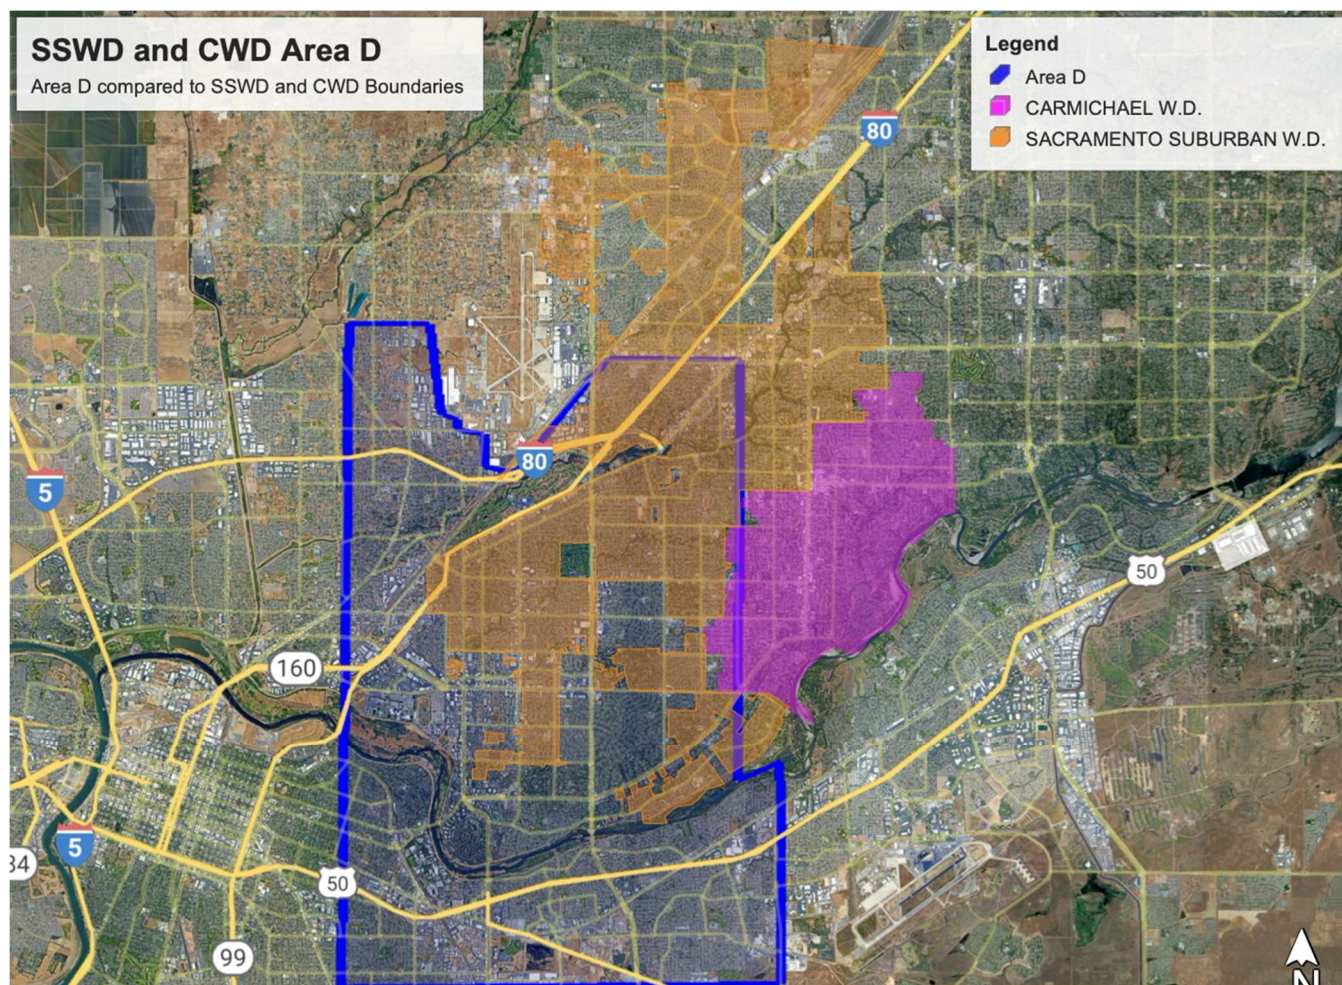 SSWD and CWD Area D
Area D compared to SSWD and CWD Boundaries
Legend
Area D
CARMICHAEL W.D.
SACRAMENTO SUBURBAN W.D.
80
80
5
50
160
5
34
50
99
N